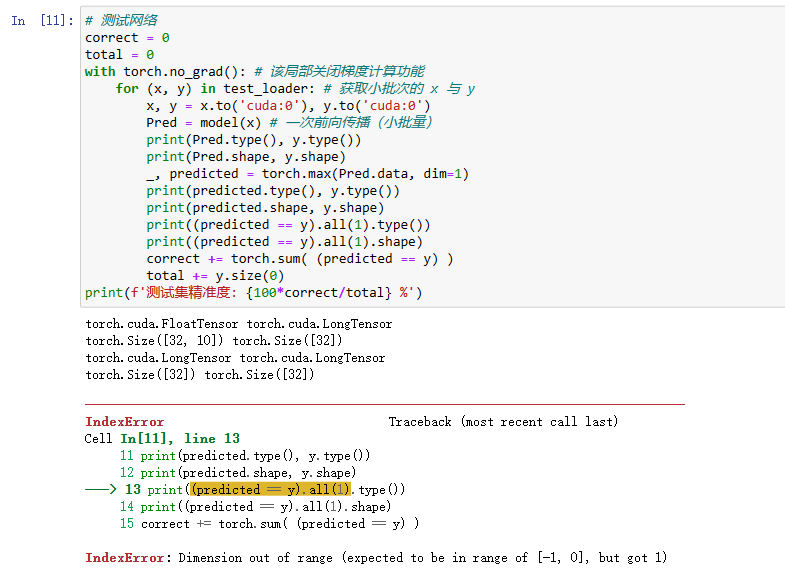 In [11]: # 测试网络
correct = 0
total = 0
with torch.no_grad(): # 该局部关闭梯度计算功能
    for (x, y) in test_loader: # 获取小批次的 x 与 y
        x, y = x.to('cuda:0'), y.to('cuda:0')
        Pred = model(x) # 一次前向传播（小批量）
        print(Pred.type(), y.type())
        print(Pred.shape, y.shape)
        _, predicted = torch.max(Pred.data, dim=1)
        print(predicted.type(), y.type())
        print(predicted.shape, y.shape)
        print((predicted == y).all(1).type())
        print((predicted == y).all(1).shape)
        correct += torch.sum( (predicted == y) )
        total += y.size(0)
print(f'测试集精准度: {100*correct/total} %')
torch.cuda.FloatTensor torch.cuda.LongTensor
torch.Size([32, 10]) torch.Size([32])
torch.cuda.LongTensor torch.cuda.LongTensor
torch.Size([32]) torch.Size([32])
IndexError Traceback (most recent call last)
Cell In[11], line 13
11 print(predicted.type(), y.type())
12 print(predicted.shape, y.shape)
---> 13 print((predicted == y).all(1).type())
14 print((predicted == y).all(1).shape)
15 correct += torch.sum( (predicted == y) )
IndexError: Dimension out of range (expected to be in range of [-1, 0], but got 1)